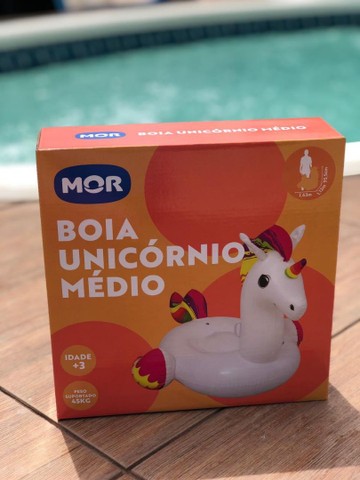 MOR
BOIA UNICÓRNIO MÉDIO
MOR
BOIA
UNICÓRNIO
MÉDIO
IDADE
+3
PESO
SUPORTADO
45KG